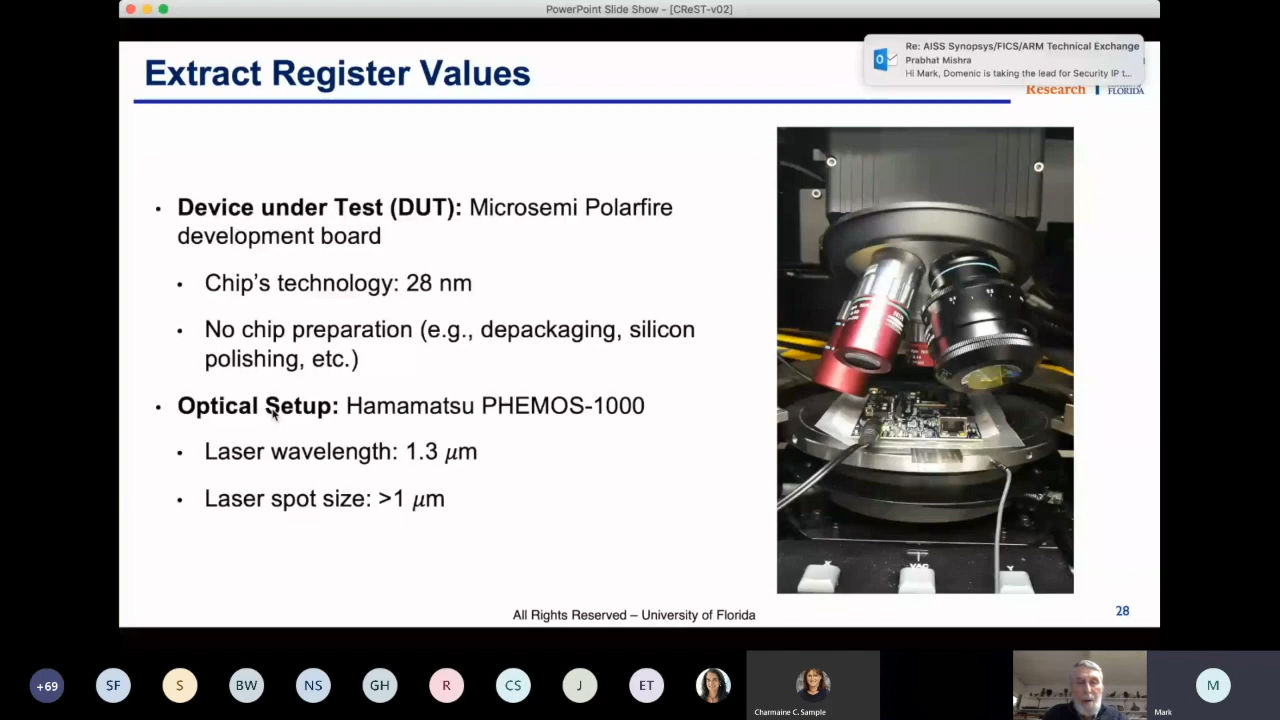 PowerPoint Slide Show - [CReST-v02]
Extract Register Values
Re: AISS Synopsys/FICS/ARM Technical Exchange
Prabhat Mishra
Hi Mark, Domenic is taking the lead for Security IP t...
Research
FLORIDA
• Device under Test (DUT): Microsemi Polarfire
development board
• Chip's technology: 28 nm
• No chip preparation (e.g., depackaging, silicon
polishing, etc.)
• Optical Setup: Hamamatsu PHEMOS-1000
• Laser wavelength: 1.3 μm
• Laser spot size: >1 μm
X
Y
All Rights Reserved – University of Florida
28
+69
SF
S
BW
NS
GH
R
CS
J
ET
Charmaine C. Sample
Mark
M